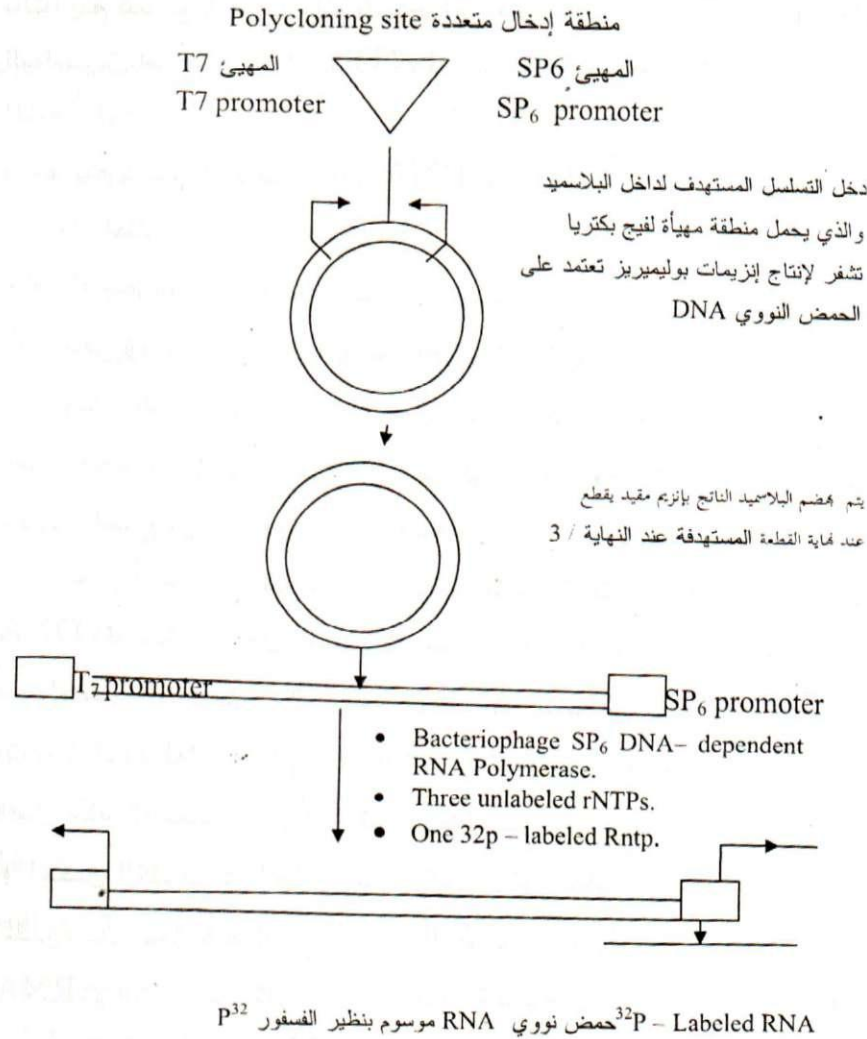 منطقة إدخال متعددة Polycloning site
المهيئ T7
T7 promoter
المهيئ SP6
SP₆ promoter
دخل التسلسل المستهدف لداخل البلاسميد
والذي يحمل منطقة مهيأة لفيج بكتريا
تشفر لإنتاج إنزيمات بوليميريز تعتمد على
الحمض النووي DNA
يتم هضم البلاسميد الناتج بإنزيم مقيد يقطع
عند نهاية القطعة المستهدفة عند النهاية / 3
T₇ promoter
SP₆ promoter
• Bacteriophage SP₆ DNA– dependent
RNA Polymerase.
• Three unlabeled rNTPs.
• One 32p – labeled Rntp.
³²P – Labeled RNA حمض نووي RNA موسوم بنظير الفسفور P³²